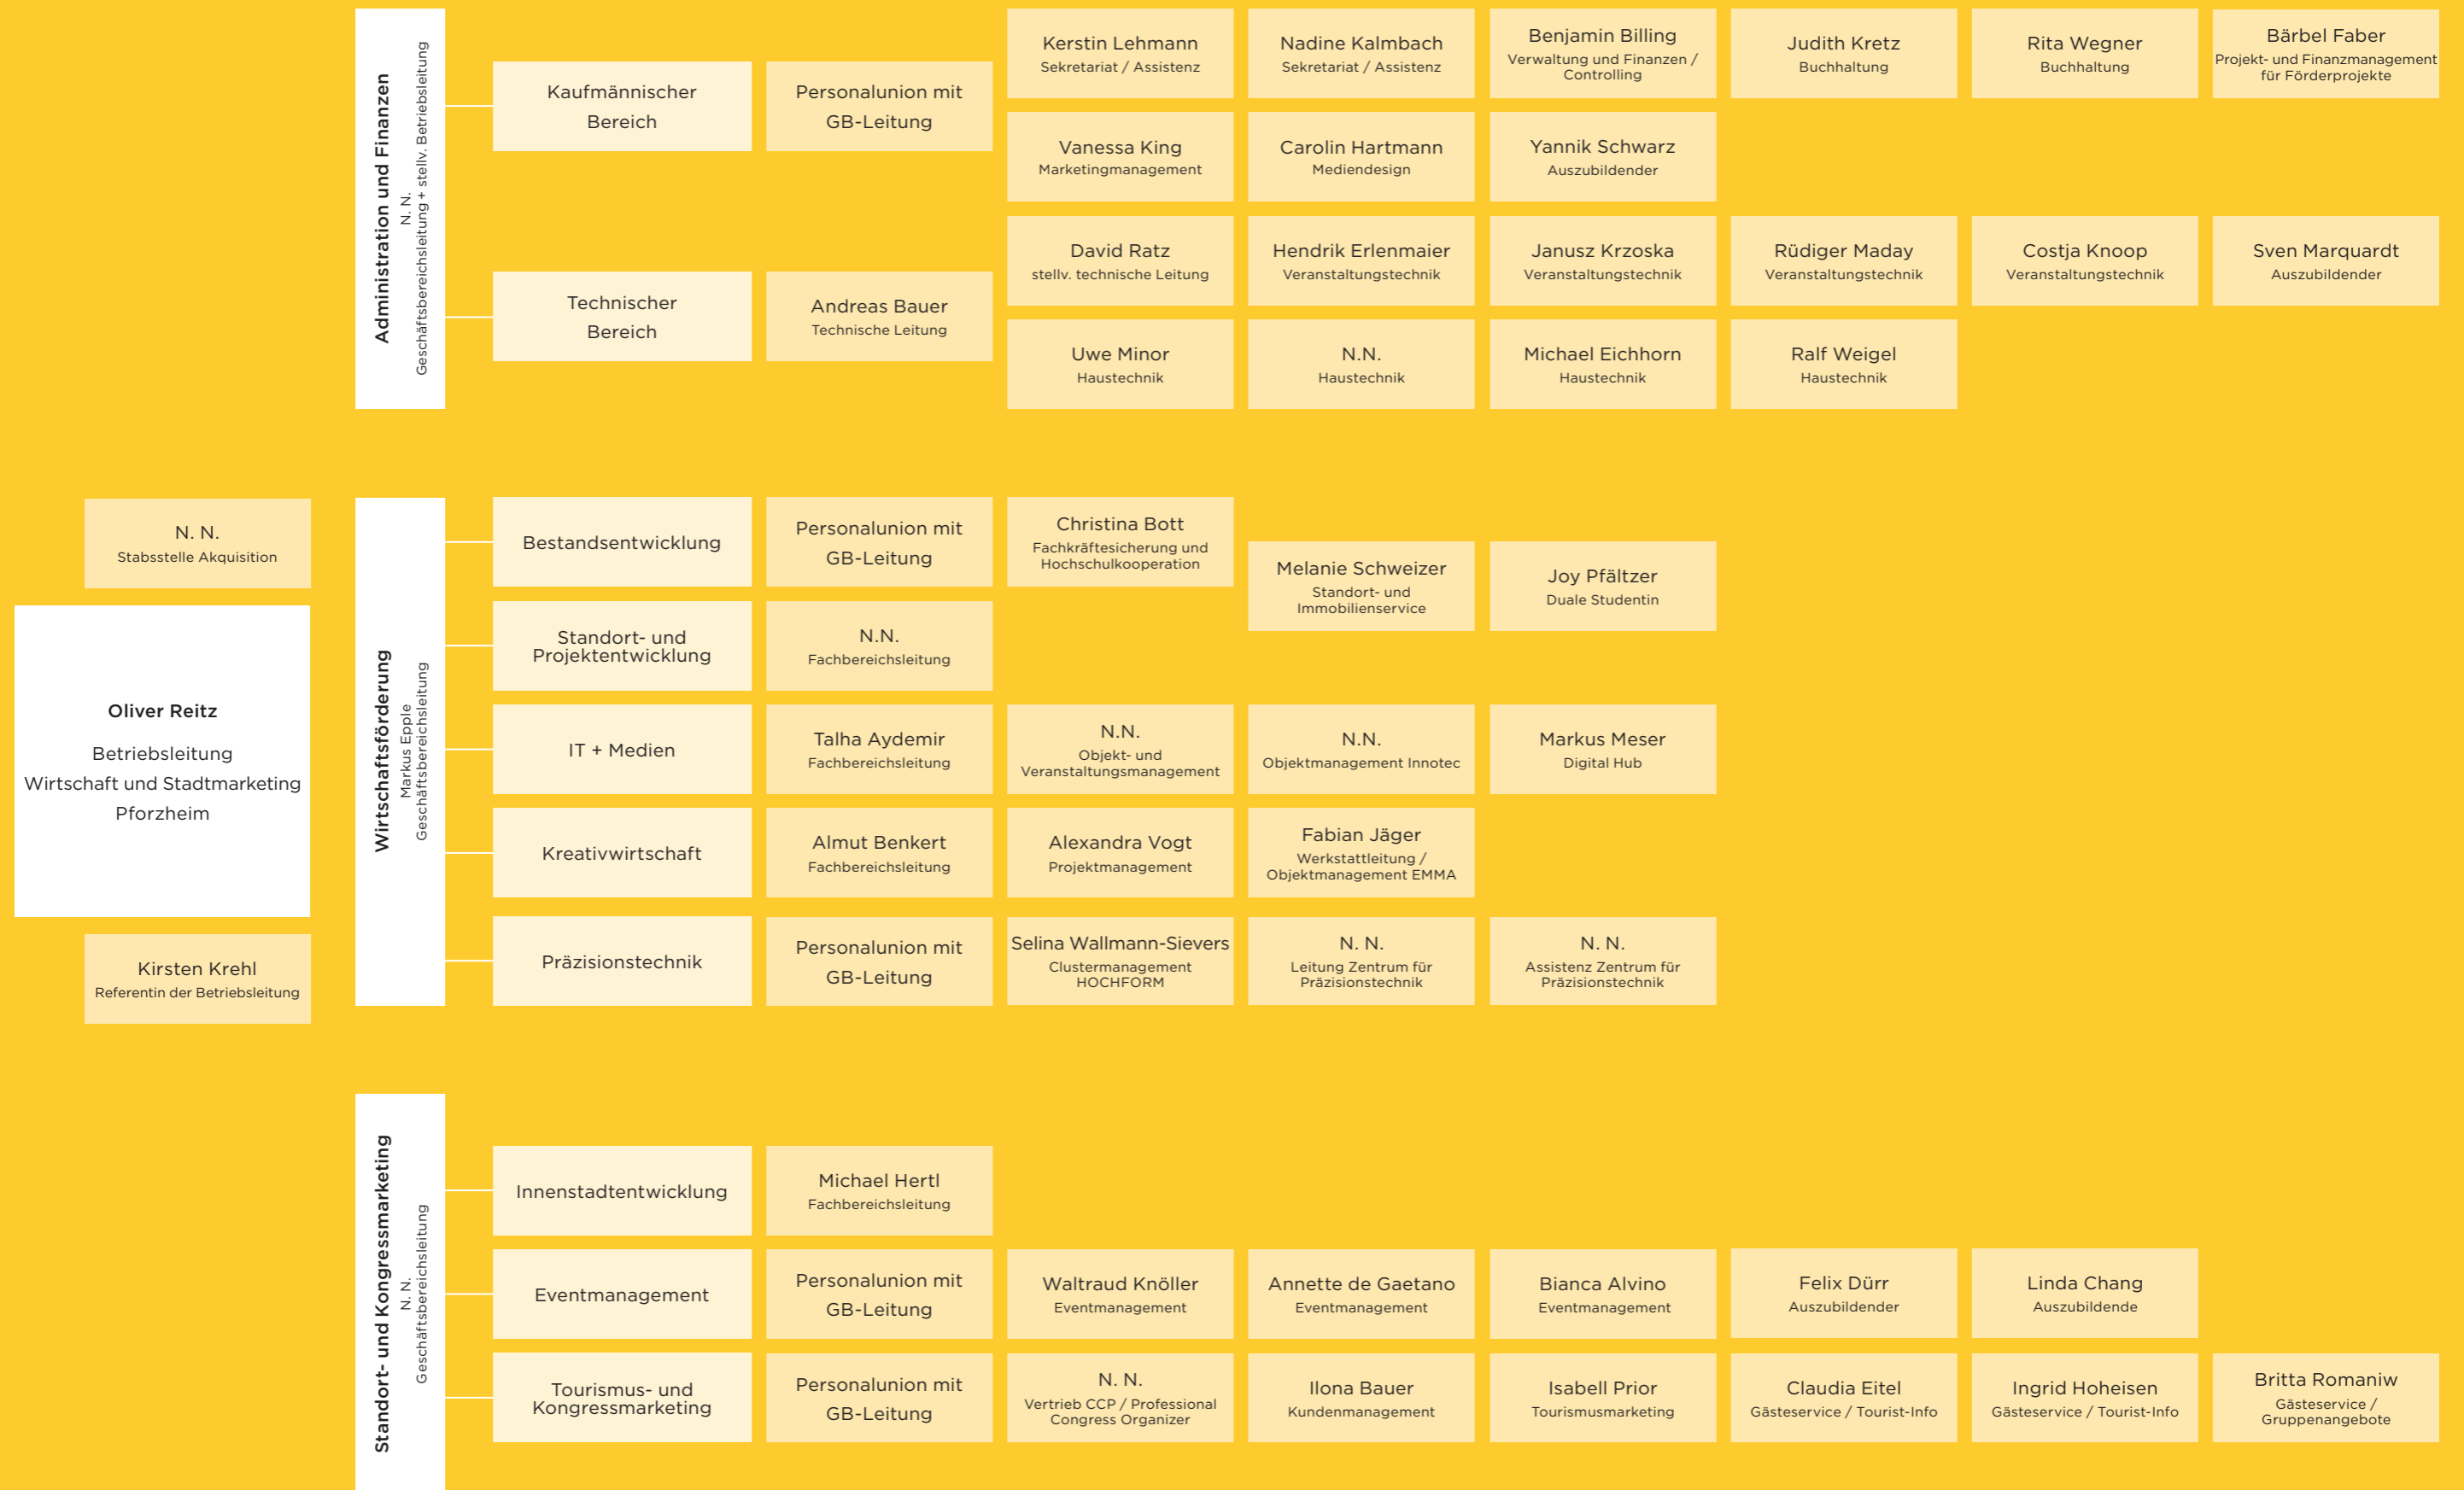 Administration und Finanzen
N. N.
Geschäftsbereichsleitung + stellv. Betriebsleitung
Kaufmännischer
Bereich
Personalunion mit
GB-Leitung
Kerstin Lehmann
Sekretariat / Assistenz
Nadine Kalmbach
Sekretariat / Assistenz
Benjamin Billing
Verwaltung und Finanzen /
Controlling
Judith Kretz
Buchhaltung
Rita Wegner
Buchhaltung
Bärbel Faber
Projekt- und Finanzmanagement
für Förderprojekte
Vanessa King
Marketingmanagement
Carolin Hartmann
Mediendesign
Yannik Schwarz
Auszubildender
Technischer
Bereich
Andreas Bauer
Technische Leitung
David Ratz
stellv. technische Leitung
Hendrik Erlenmaier
Veranstaltungstechnik
Janusz Krzoska
Veranstaltungstechnik
Rüdiger Maday
Veranstaltungstechnik
Costja Knoop
Veranstaltungstechnik
Sven Marquardt
Auszubildender
Uwe Minor
Haustechnik
N.N.
Haustechnik
Michael Eichhorn
Haustechnik
Ralf Weigel
Haustechnik
N. N.
Stabsstelle Akquisition
Oliver Reitz
Betriebsleitung
Wirtschaft und Stadtmarketing
Pforzheim
Kirsten Krehl
Referentin der Betriebsleitung
Wirtschaftsförderung
Markus Epple
Geschäftsbereichsleitung
Bestandsentwicklung
Personalunion mit
GB-Leitung
Christina Bott
Fachkräftesicherung und
Hochschulkooperation
Melanie Schweizer
Standort- und
Immobilienservice
Joy Pfältzer
Duale Studentin
Standort- und
Projektentwicklung
N.N.
Fachbereichsleitung
IT + Medien
Talha Aydemir
Fachbereichsleitung
N.N.
Objekt- und
Veranstaltungsmanagement
N.N.
Objektmanagement Innotec
Markus Meser
Digital Hub
Kreativwirtschaft
Almut Benkert
Fachbereichsleitung
Alexandra Vogt
Projektmanagement
Fabian Jäger
Werkstattleitung /
Objektmanagement EMMA
Präzisionstechnik
Personalunion mit
GB-Leitung
Selina Wallmann-Sievers
Clustermanagement
HOCHFORM
N. N.
Leitung Zentrum für
Präzisionstechnik
N. N.
Assistenz Zentrum für
Präzisionstechnik
Standort- und Kongressmarketing
N. N.
Geschäftsbereichsleitung
Innenstadtentwicklung
Michael Hertl
Fachbereichsleitung
Eventmanagement
Personalunion mit
GB-Leitung
Waltraud Knöller
Eventmanagement
Annette de Gaetano
Eventmanagement
Bianca Alvino
Eventmanagement
Felix Dürr
Auszubildender
Linda Chang
Auszubildende
Tourismus- und
Kongressmarketing
Personalunion mit
GB-Leitung
N. N.
Vertrieb CCP / Professional
Congress Organizer
Ilona Bauer
Kundenmanagement
Isabell Prior
Tourismusmarketing
Claudia Eitel
Gästeservice / Tourist-Info
Ingrid Hoheisen
Gästeservice / Tourist-Info
Britta Romaniw
Gästeservice /
Gruppenangebote